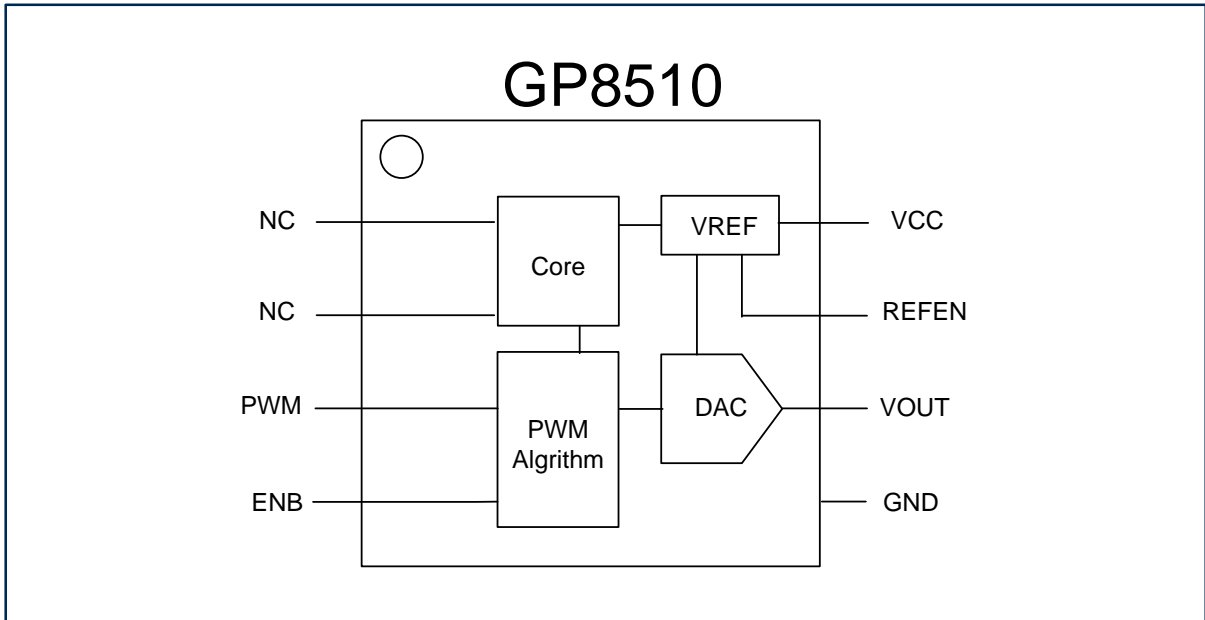 GP8510
NC
Core
VREF
VCC
NC
REFEN
PWM
PWM
Algrithm
DAC
VOUT
ENB
GND